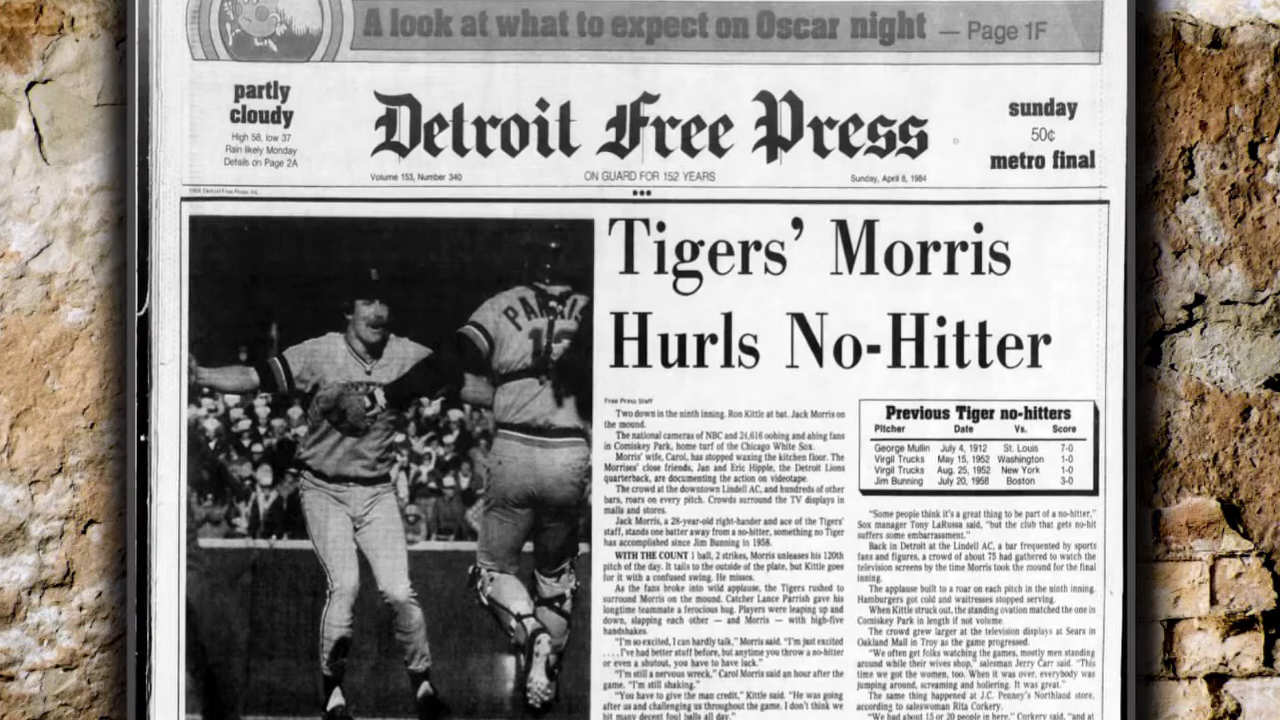 A look at what to expect on Oscar night — Page 1F
partly
cloudy
High 58, low 37
Rain likely Monday
Details on Page 2A
Detroit Free Press
sunday
50¢
metro final
Volume 153, Number 340
ON GUARD FOR 152 YEARS
Sunday, April 8, 1984
Tigers’ Morris
Hurls No-Hitter
Free Press Staff
Two down in the ninth inning. Ron Kittle at bat. Jack Morris on
the mound.
The national cameras of NBC and 24,616 oohing and ahing fans
in Comiskey Park, home turf of the Chicago White Sox.
Morris’ wife, Carol, has stopped waxing the kitchen floor. The
Morrises’ close friends, Jan and Eric Hipple, the Detroit Lions
quarterback, are documenting the action on videotape.
The crowd at the downtown Lindell AC, and hundreds of other
bars, roars on every pitch. Crowds surround the TV displays in
malls and stores.
Jack Morris, a 28-year-old right-hander and ace of the Tigers’
staff, stands one batter away from a no-hitter, something no Tiger
has accomplished since Jim Bunning in 1958.
WITH THE COUNT 1 ball, 2 strikes, Morris unleases his 120th
pitch of the day. It tails to the outside of the plate, but Kittle goes
for it with a confused swing. He misses.
As the fans broke into wild applause, the Tigers rushed to
surround Morris on the mound. Catcher Lance Parrish gave his
longtime teammate a ferocious hug. Players were leaping up and
down, slapping each other — and Morris — with high-five
handshakes.
“I’m so excited, I can hardly talk,” Morris said. “I’m just excited
. . . . I’ve had better stuff before, but anytime you throw a no-hitter
or even a shutout, you have to have luck.”
“I’m still a nervous wreck,” Carol Morris said an hour after the
game. “I’m still shaking.”
“You have to give the man credit,” Kittle said. “He was going
after and challenging us throughout the game. I don’t think we
hit many decent foul balls all day.”
Previous Tiger no-hitters
Pitcher Date Vs. Score
George Mullin July 4, 1912 St. Louis 7-0
Virgil Trucks May 15, 1952 Washington 1-0
Virgil Trucks Aug. 25, 1952 New York 1-0
Jim Bunning July 20, 1958 Boston 3-0
“Some people think it’s a great thing to be part of a no-hitter,”
Sox manager Tony LaRussa said, “but the club that gets no-hit
suffers some embarrassment.”
Back in Detroit at the Lindell AC, a bar frequented by sports
fans and figures, a crowd of about 75 had gathered to watch the
television screens by the time Morris took the mound for the final
inning.
The applause built to a roar on each pitch in the ninth inning.
Hamburgers got cold and waitresses stopped serving.
When Kittle struck out, the standing ovation matched the one in
Comiskey Park in length if not volume.
The crowd grew larger at the television displays at Sears in
Oakland Mall in Troy as the game progressed.
“We often get folks watching the games, mostly men standing
around while their wives shop,” salesman Jerry Carr said. “This
time we got the women, too. When it was over, everybody was
jumping around, screaming and hollering. It was great.”
The same thing happened at J.C. Penney’s Northland store,
according to saleswoman Rita Corkery.
“We had about 15 or 20 people in here,” Corkery said, “and at